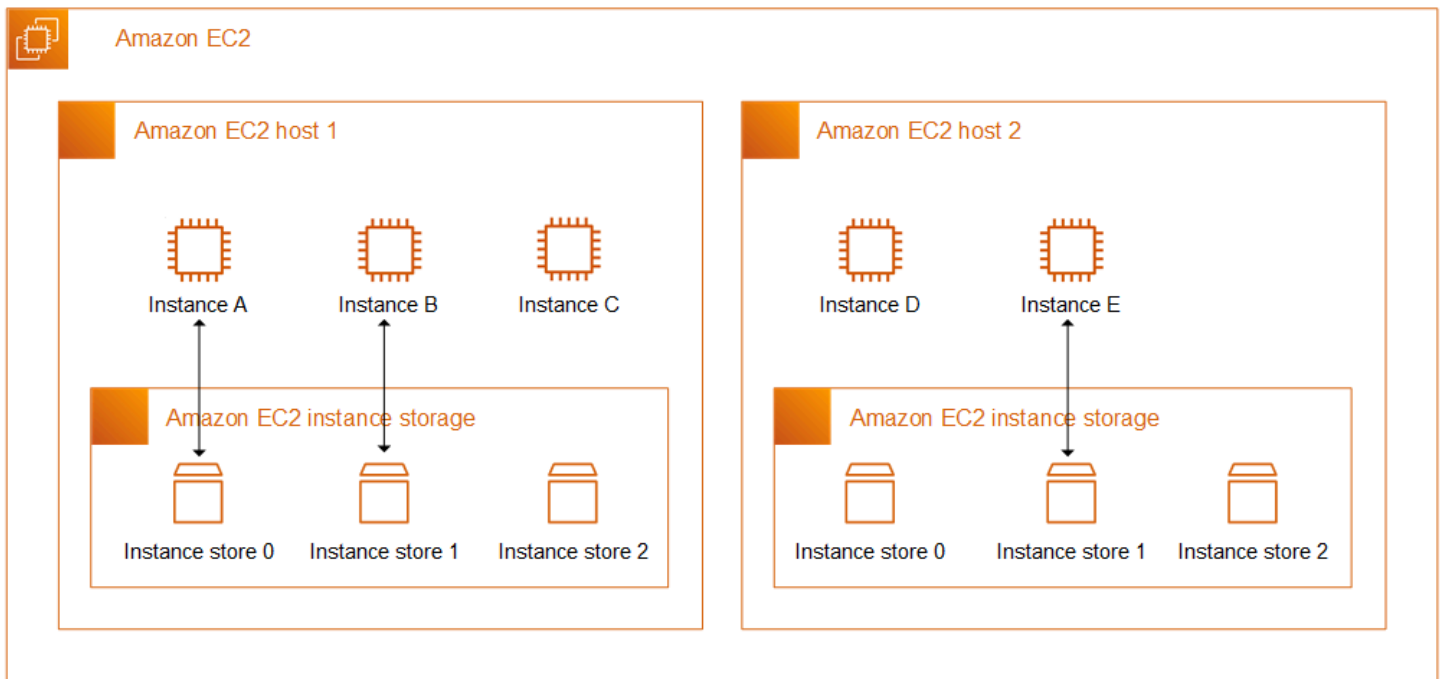 Amazon EC2
Amazon EC2 host 1
Instance A
Instance B
Instance C
Amazon EC2 instance storage
Instance store 0
Instance store 1
Instance store 2
Amazon EC2 host 2
Instance D
Instance E
Amazon EC2 instance storage
Instance store 0
Instance store 1
Instance store 2